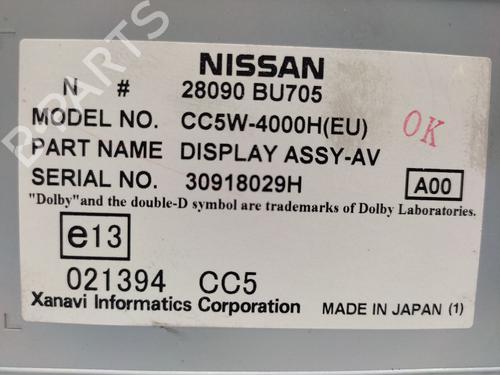 NISSAN
N # 28090 BU705
MODEL NO. CC5W-4000H(EU)
OK
PART NAME DISPLAY ASSY-AV
SERIAL NO. 30918029H A00
"Dolby"and the double-D symbol are trademarks of Dolby Laboratories.
e13
021394 CC5
Xanavi Informatics Corporation MADE IN JAPAN (1)
B-PARTS